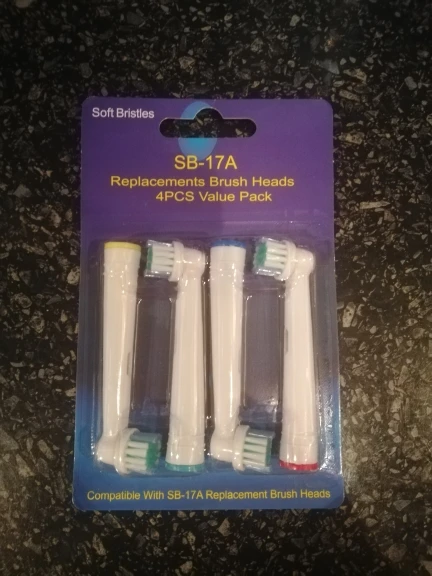 Soft Bristles
SB-17A
Replacements Brush Heads
4PCS Value Pack
Compatible With SB-17A Replacement Brush Heads